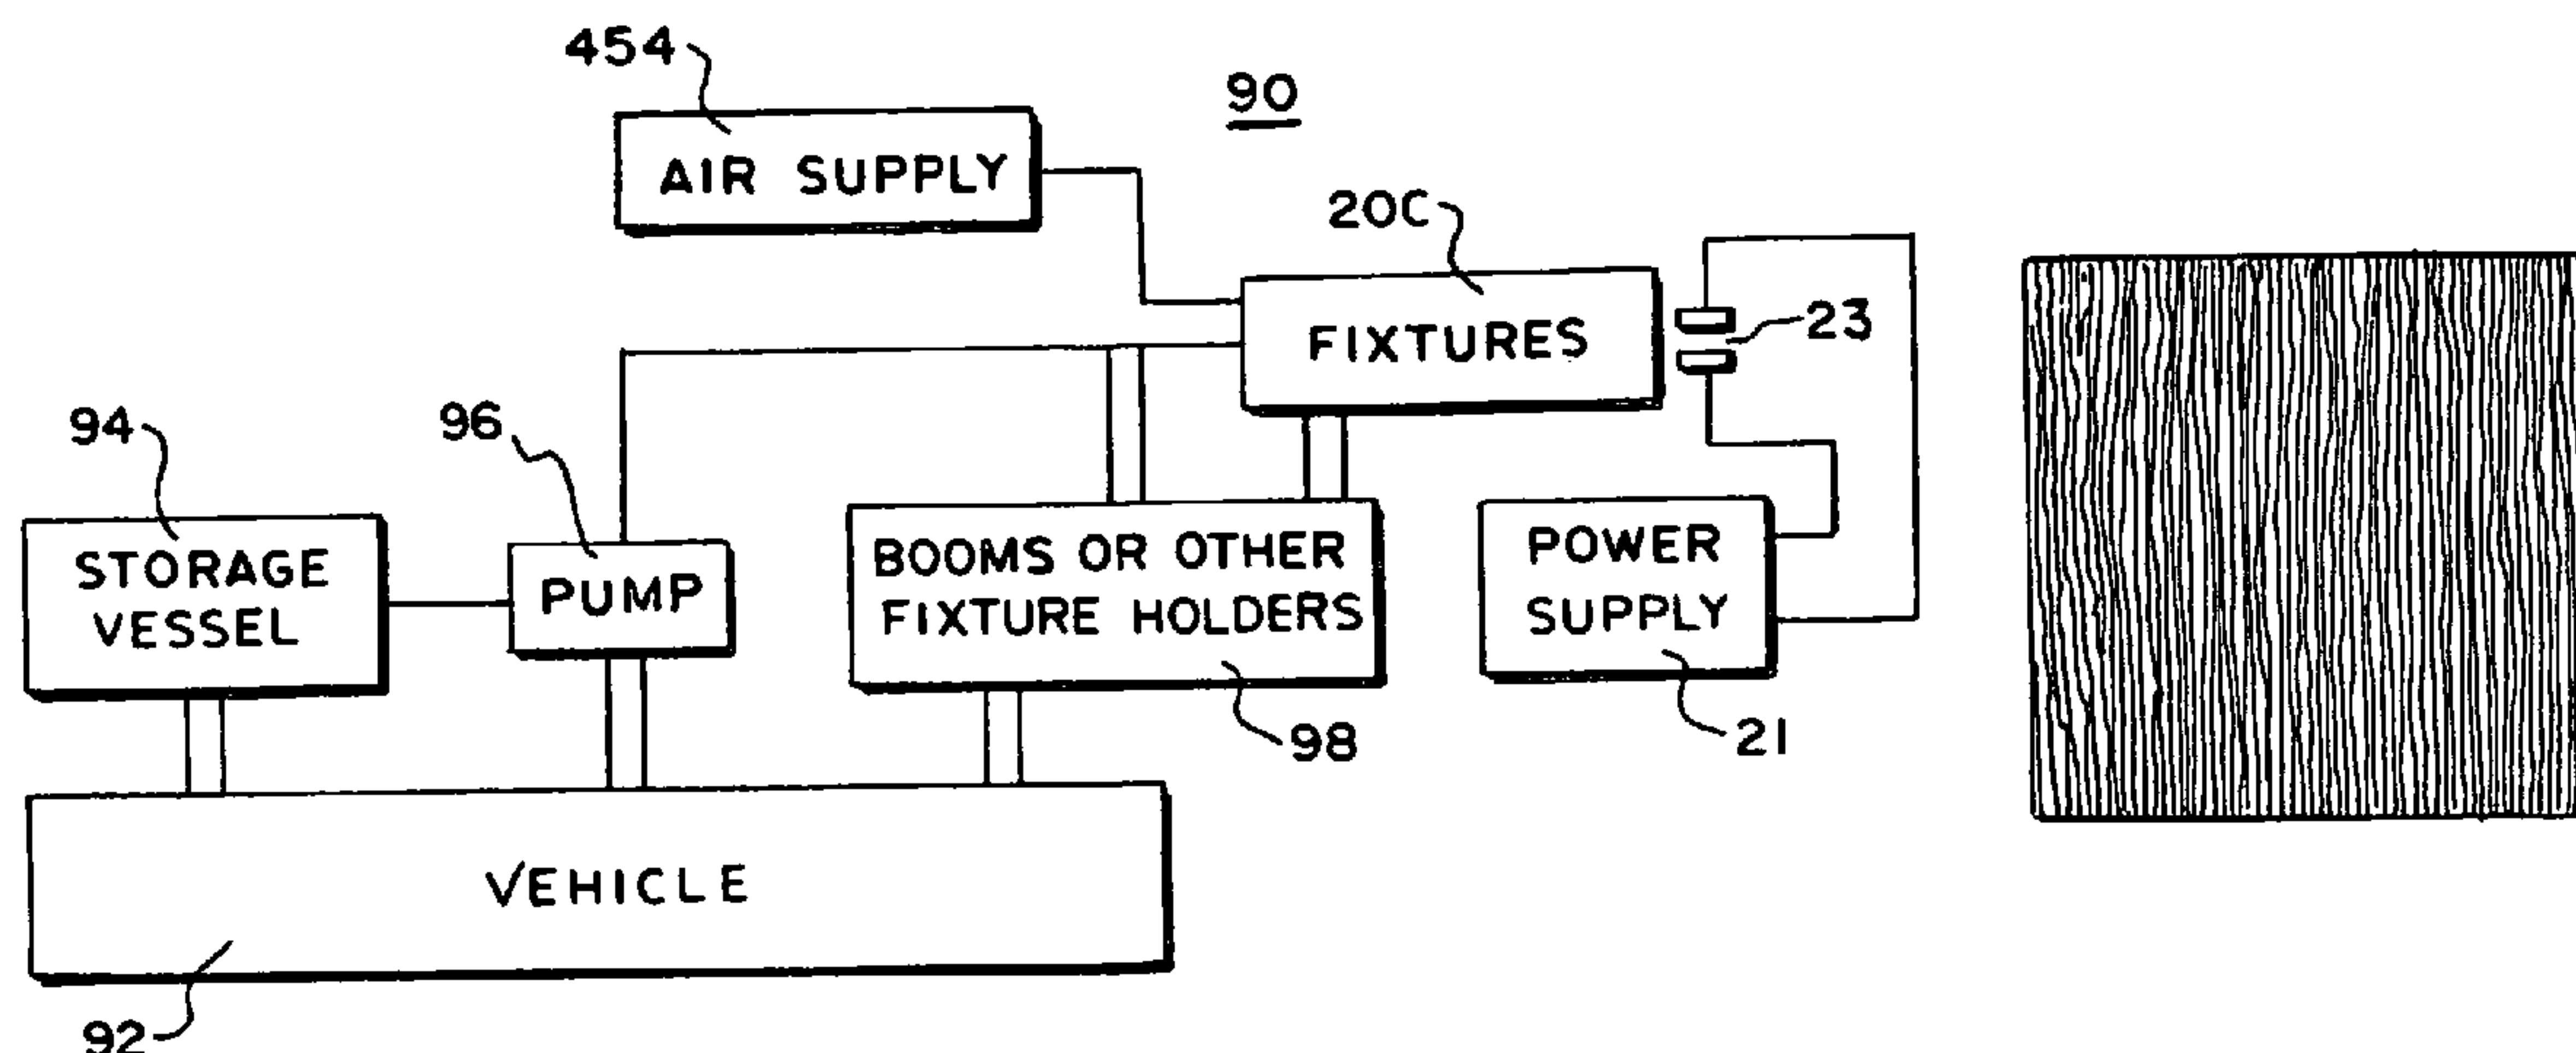 454
90
AIR SUPPLY
20C
FIXTURES
23
94
96
STORAGE
VESSEL
PUMP
BOOMS OR OTHER
FIXTURE HOLDERS
POWER
SUPPLY
98
21
VEHICLE
92